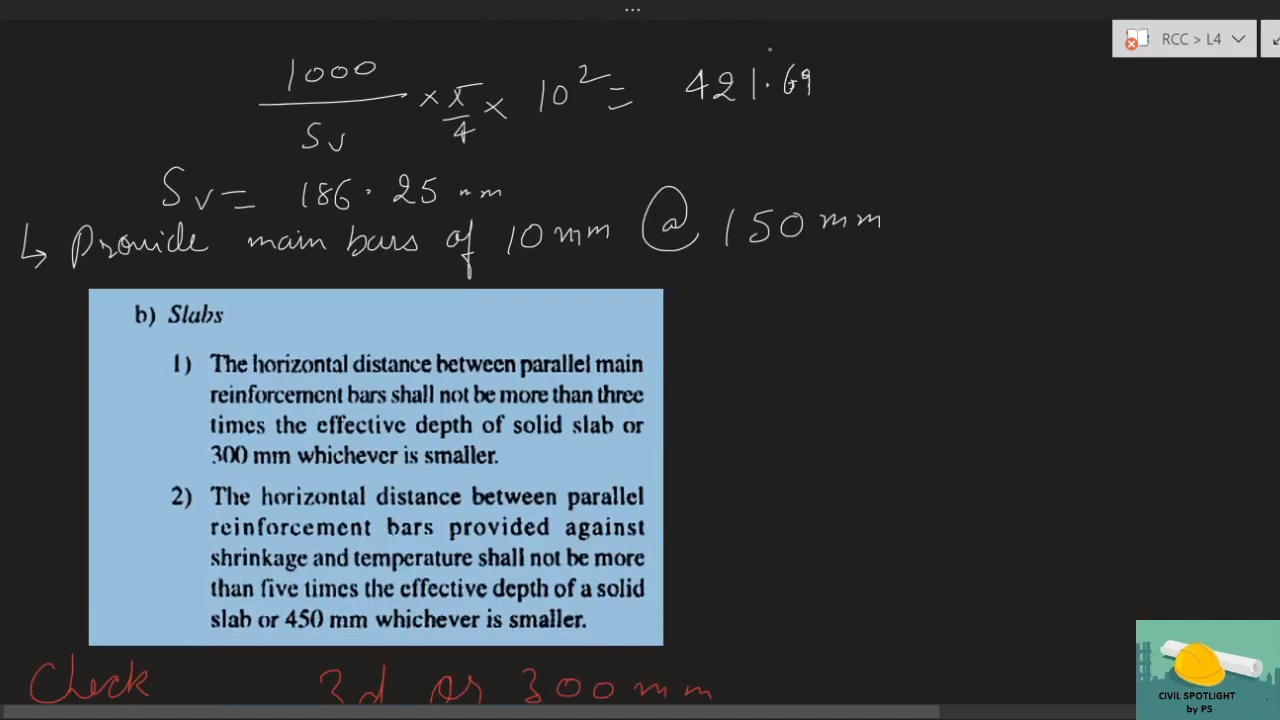 ...
RCC > L4
1000/Sv × π/4 × 10² = 421.69
Sv = 186.25 mm
↳ Provide main bars of 10 mm @ 150 mm
b) Slabs
1) The horizontal distance between parallel main
reinforcement bars shall not be more than three
times the effective depth of solid slab or
300 mm whichever is smaller.
2) The horizontal distance between parallel
reinforcement bars provided against
shrinkage and temperature shall not be more
than five times the effective depth of a solid
slab or 450 mm whichever is smaller.
Check 3d or 300 mm
CIVIL SPOTLIGHT
by PS